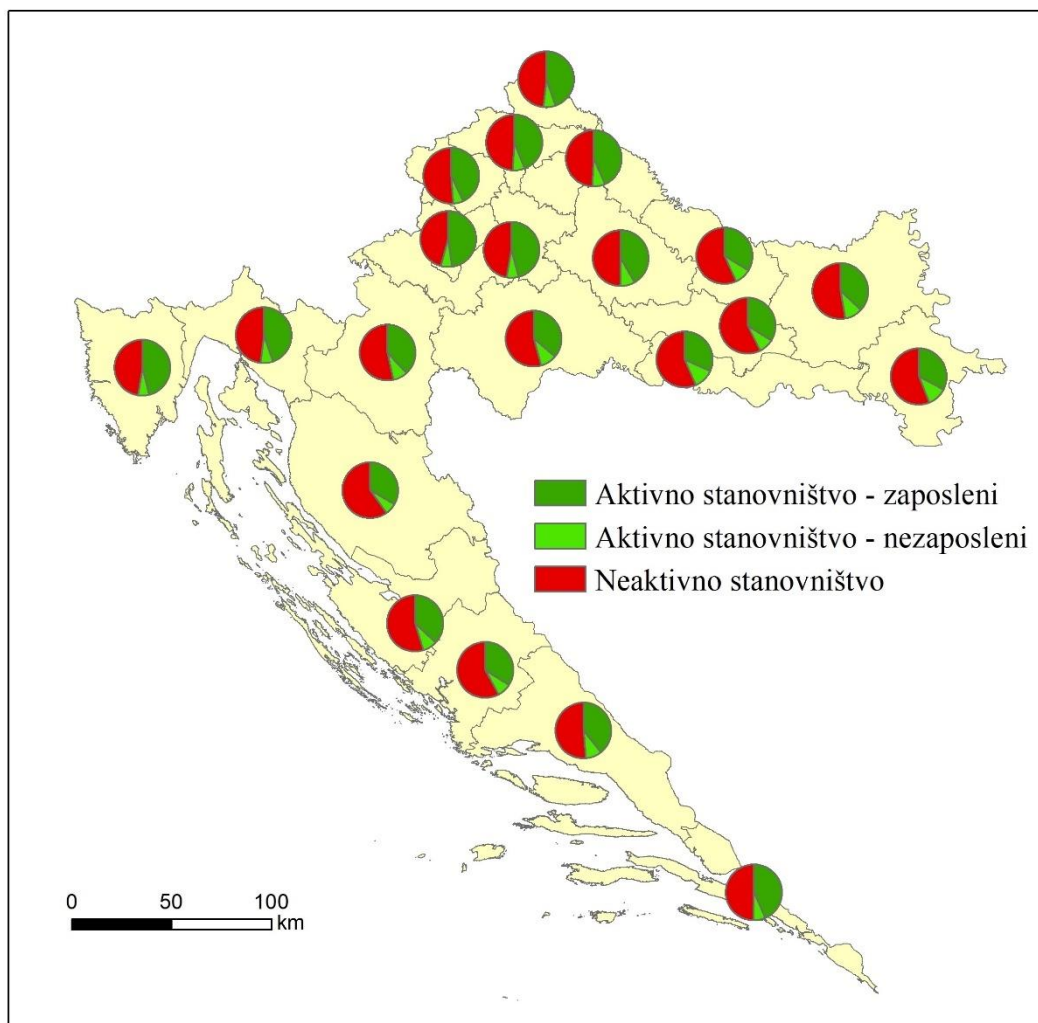 Aktivno stanovništvo - zaposleni
Aktivno stanovništvo - nezaposleni
Neaktivno stanovništvo
0 50 100
km